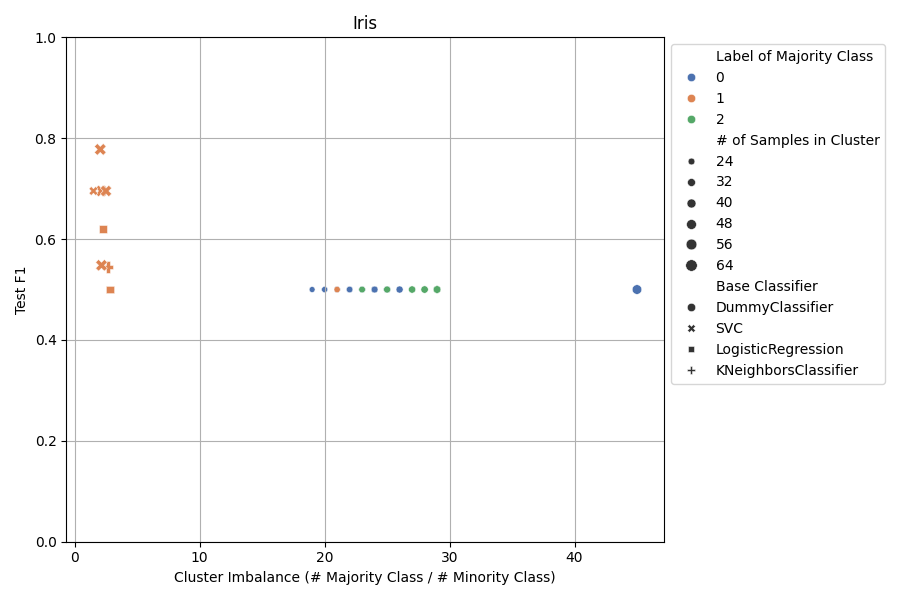 Iris
1.0
0.8
0.6
0.4
0.2
0.0
Test F1
0 10 20 30 40
Cluster Imbalance (# Majority Class / # Minority Class)
Label of Majority Class
0
1
2
# of Samples in Cluster
24
32
40
48
56
64
Base Classifier
DummyClassifier
SVC
LogisticRegression
KNeighborsClassifier